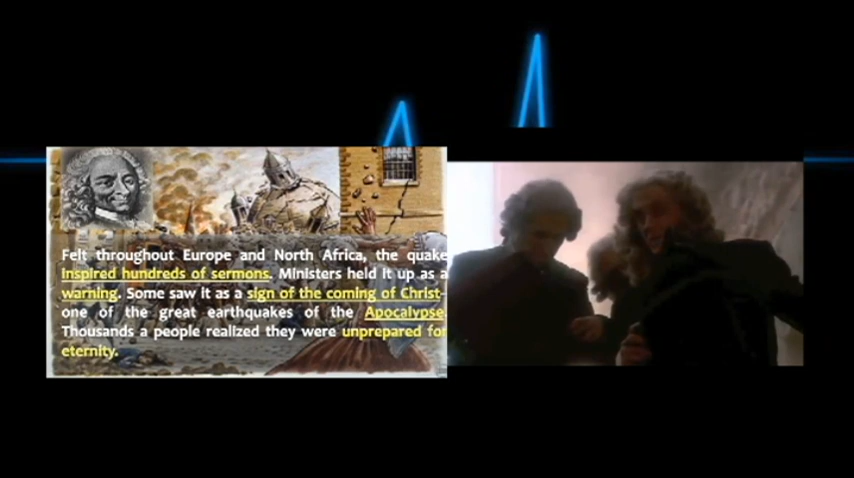 Felt throughout Europe and North Africa, the quake
inspired hundreds of sermons. Ministers held it up as a
warning. Some saw it as a sign of the coming of Christ-
one of the great earthquakes of the Apocalypse.
Thousands a people realized they were unprepared for
eternity.